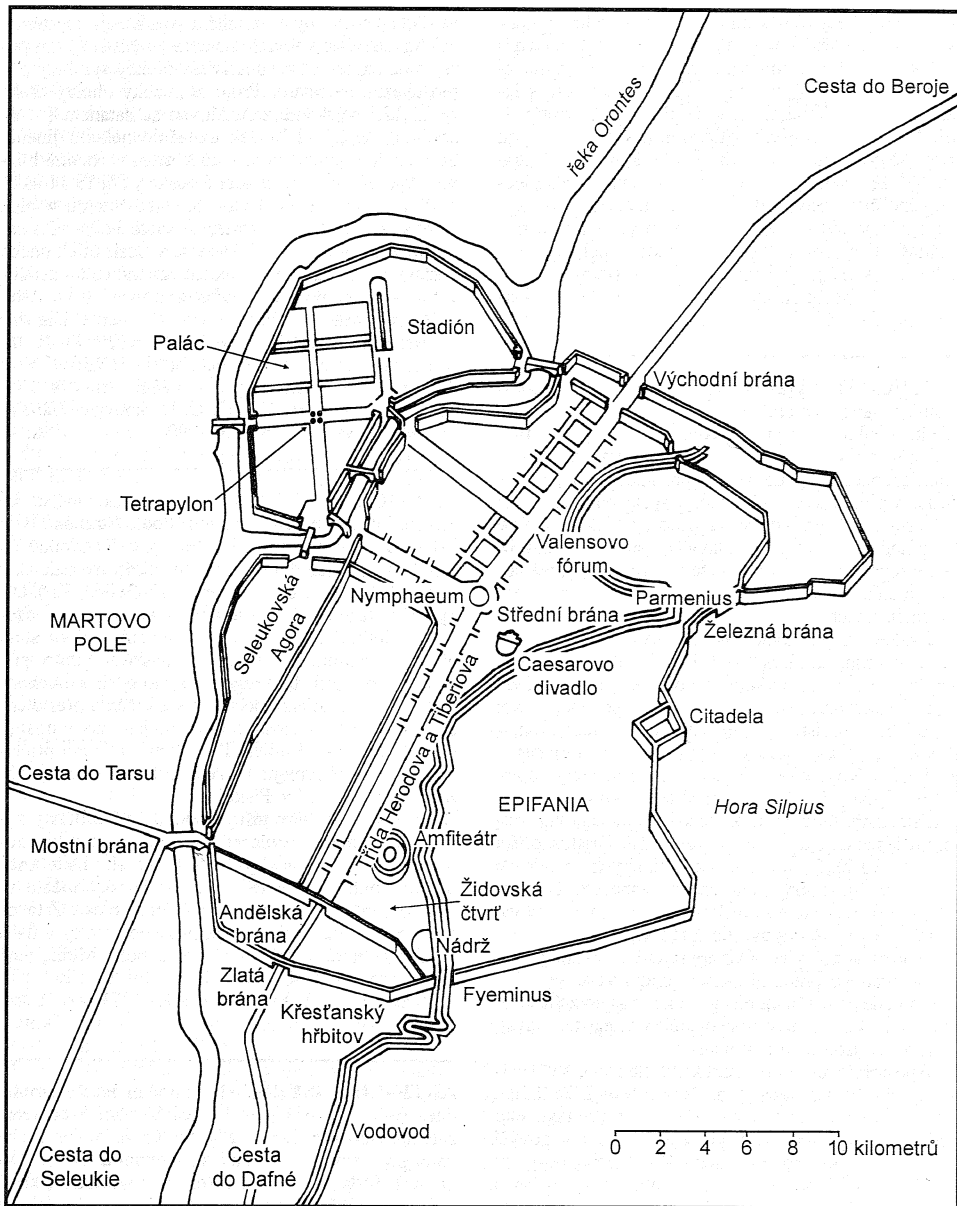 řeka Orontes
Cesta do Beroje
Stadión
Palác
Východní brána
Tetrapylon
Valensovo
fórum
Nymphaeum
Parmenius
Střední brána
Železná brána
MARTOVO
POLE
Seleukovská
Agora
Caesarovo
divadlo
Citadela
Třída Herodova a Tiberiova
Cesta do Tarsu
EPIFANIA
Hora Silpius
Mostní brána
Amfiteátr
Židovská
čtvrť
Andělská
brána
Nádrž
Zlatá
brána
Fyeminus
Křesťanský
hřbitov
Vodovod
0 2 4 6 8 10 kilometrů
Cesta do
Seleukie
Cesta
do Dafné